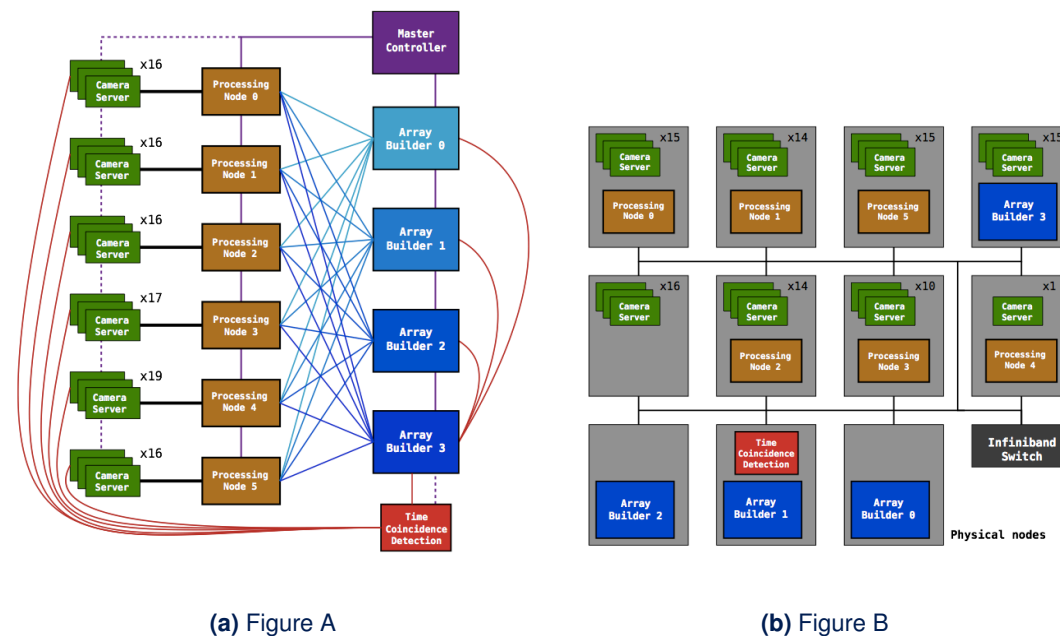 Master
Controller
x16
Camera
Server
Processing
Node 0
Array
Builder 0
x16
Camera
Server
Processing
Node 1
x16
Camera
Server
Processing
Node 2
Array
Builder 1
x17
Camera
Server
Processing
Node 3
Array
Builder 2
x19
Camera
Server
Processing
Node 4
Array
Builder 3
x16
Camera
Server
Processing
Node 5
Time
Coincidence
Detection
(a) Figure A
x15
Camera
Server
Processing
Node 0
x14
Camera
Server
Processing
Node 1
x15
Camera
Server
Processing
Node 5
x15
Camera
Server
Array
Builder 3
x16
Camera
Server
x14
Camera
Server
Processing
Node 2
x10
Camera
Server
Processing
Node 3
x1
Camera
Server
Processing
Node 4
Array
Builder 2
Time
Coincidence
Detection
Array
Builder 1
Array
Builder 0
Infiniband
Switch
Physical nodes
(b) Figure B